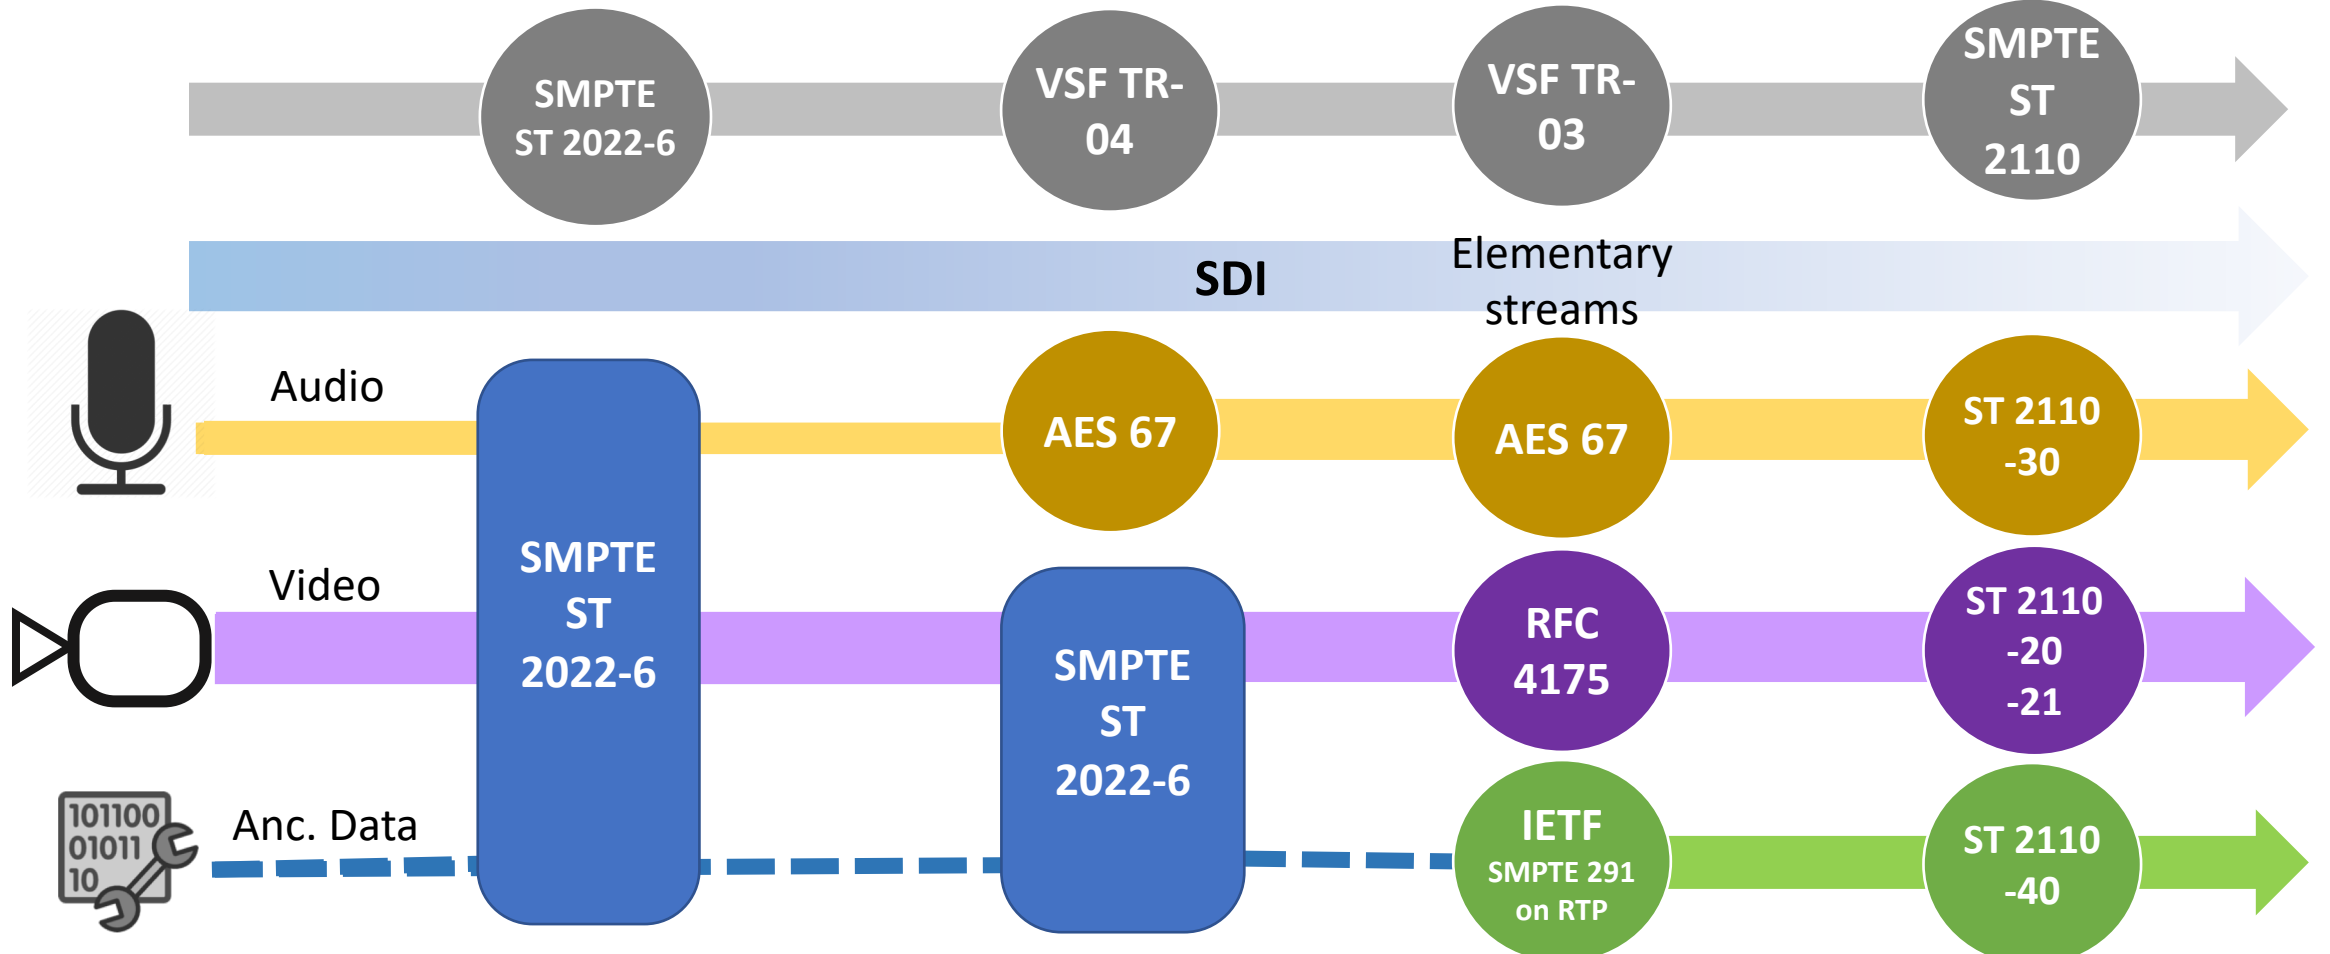 SMPTE
ST 2022-6
VSF TR-
04
VSF TR-
03
SMPTE
ST
2110
SDI
Elementary
streams
Audio
AES 67
AES 67
ST 2110
-30
Video
SMPTE
ST
2022-6
SMPTE
ST
2022-6
RFC
4175
ST 2110
-20
-21
101100
01011
10
Anc. Data
IETF
SMPTE 291
on RTP
ST 2110
-40